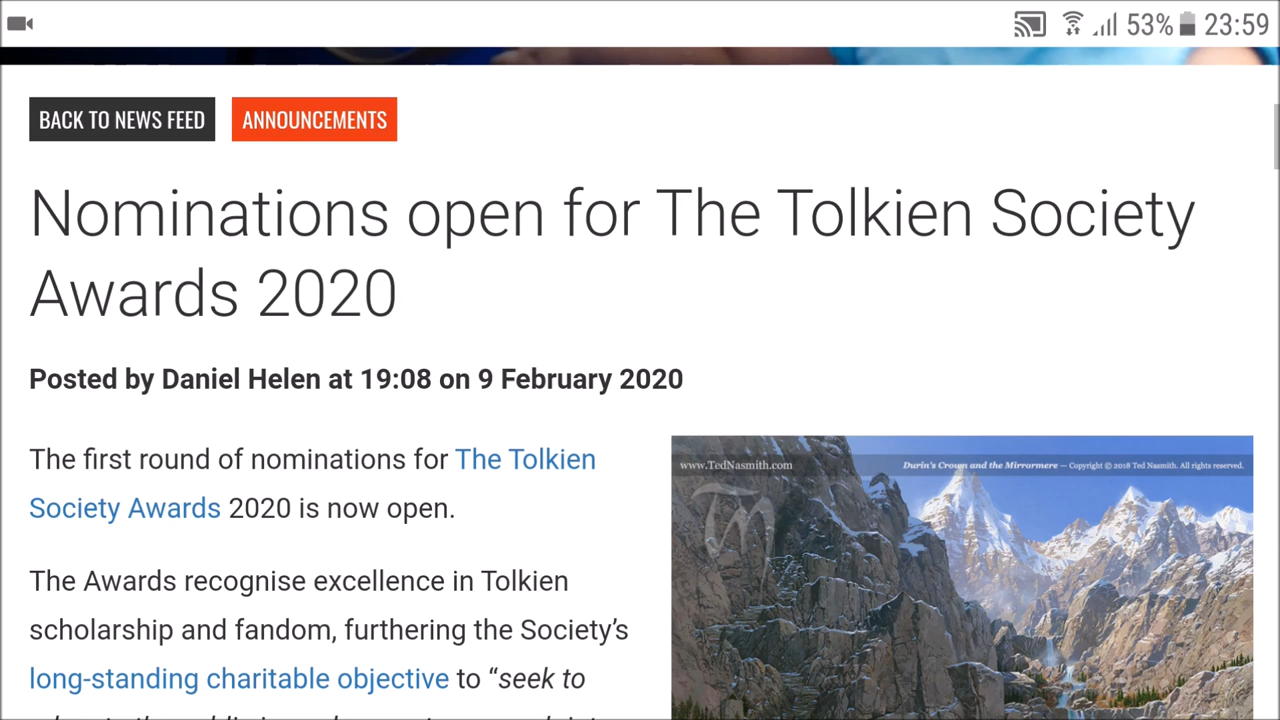 53% 23:59
BACK TO NEWS FEED ANNOUNCEMENTS
Nominations open for The Tolkien Society
Awards 2020
Posted by Daniel Helen at 19:08 on 9 February 2020
The first round of nominations for The Tolkien
Society Awards 2020 is now open.
The Awards recognise excellence in Tolkien
scholarship and fandom, furthering the Society’s
long-standing charitable objective to “seek to
www.TedNasmith.com
Durin's Crown and the Mirrormere — Copyright © 2018 Ted Nasmith. All rights reserved.